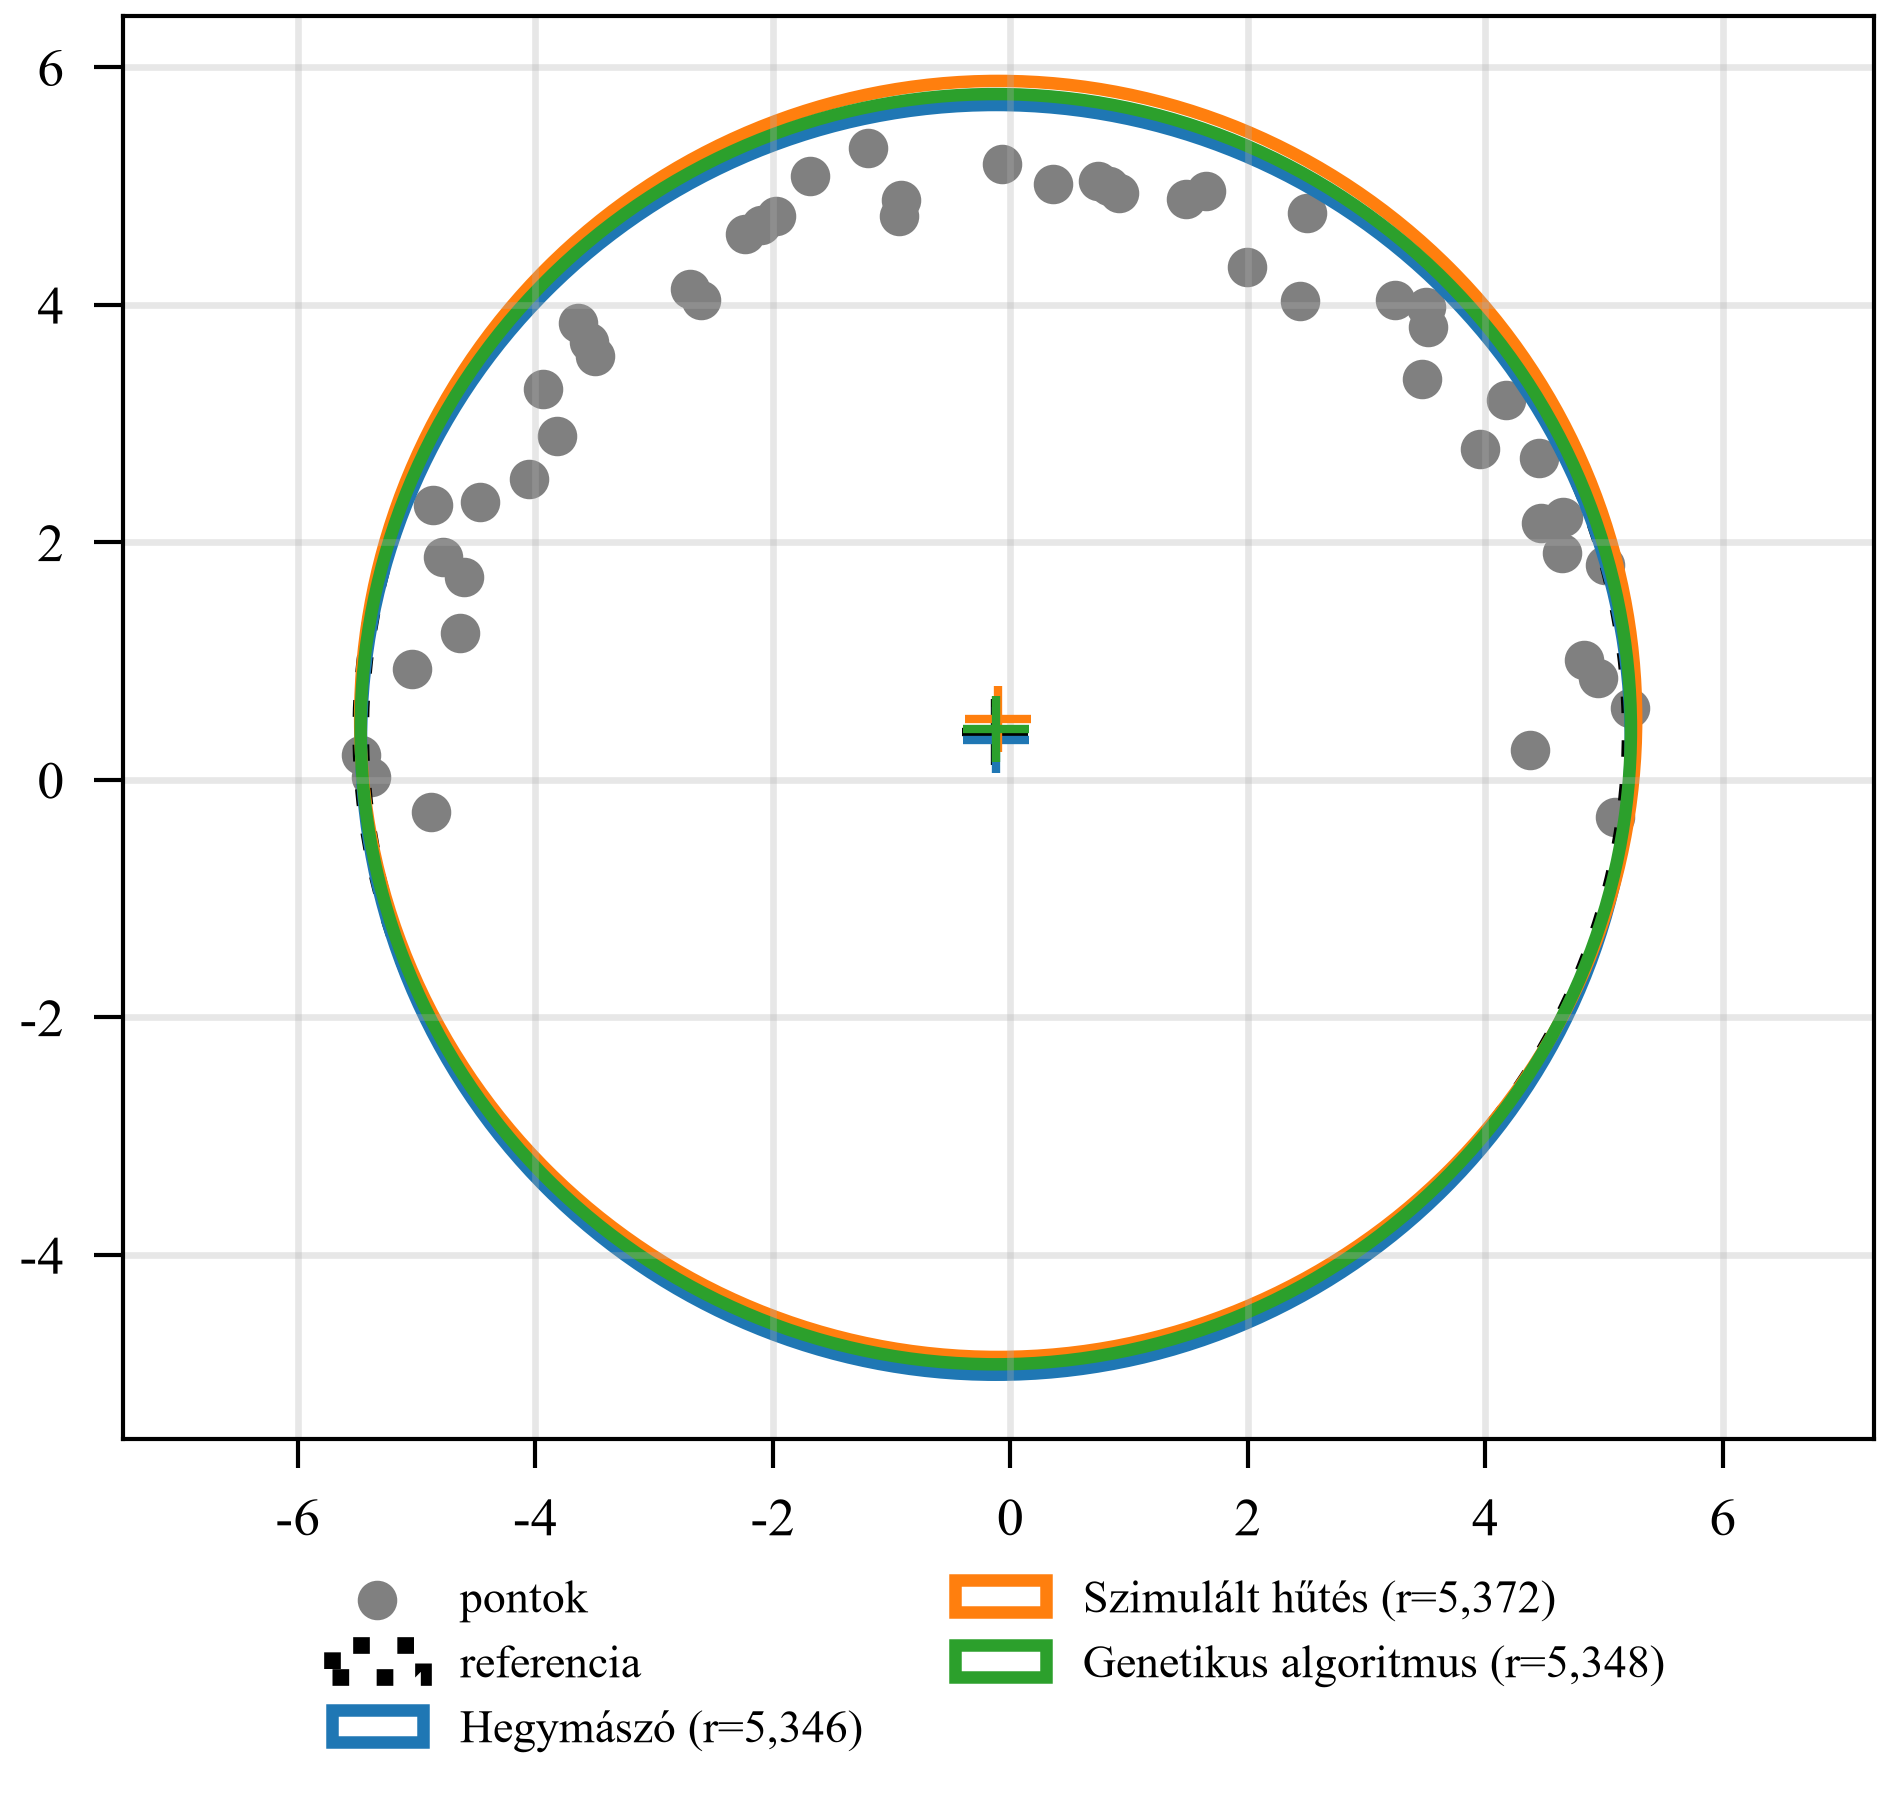 6
4
2
0
-2
-4
-6 -4 -2 0 2 4 6
pontok
referencia
Hegymászó (r=5,346)
Szimulált hűtés (r=5,372)
Genetikus algoritmus (r=5,348)